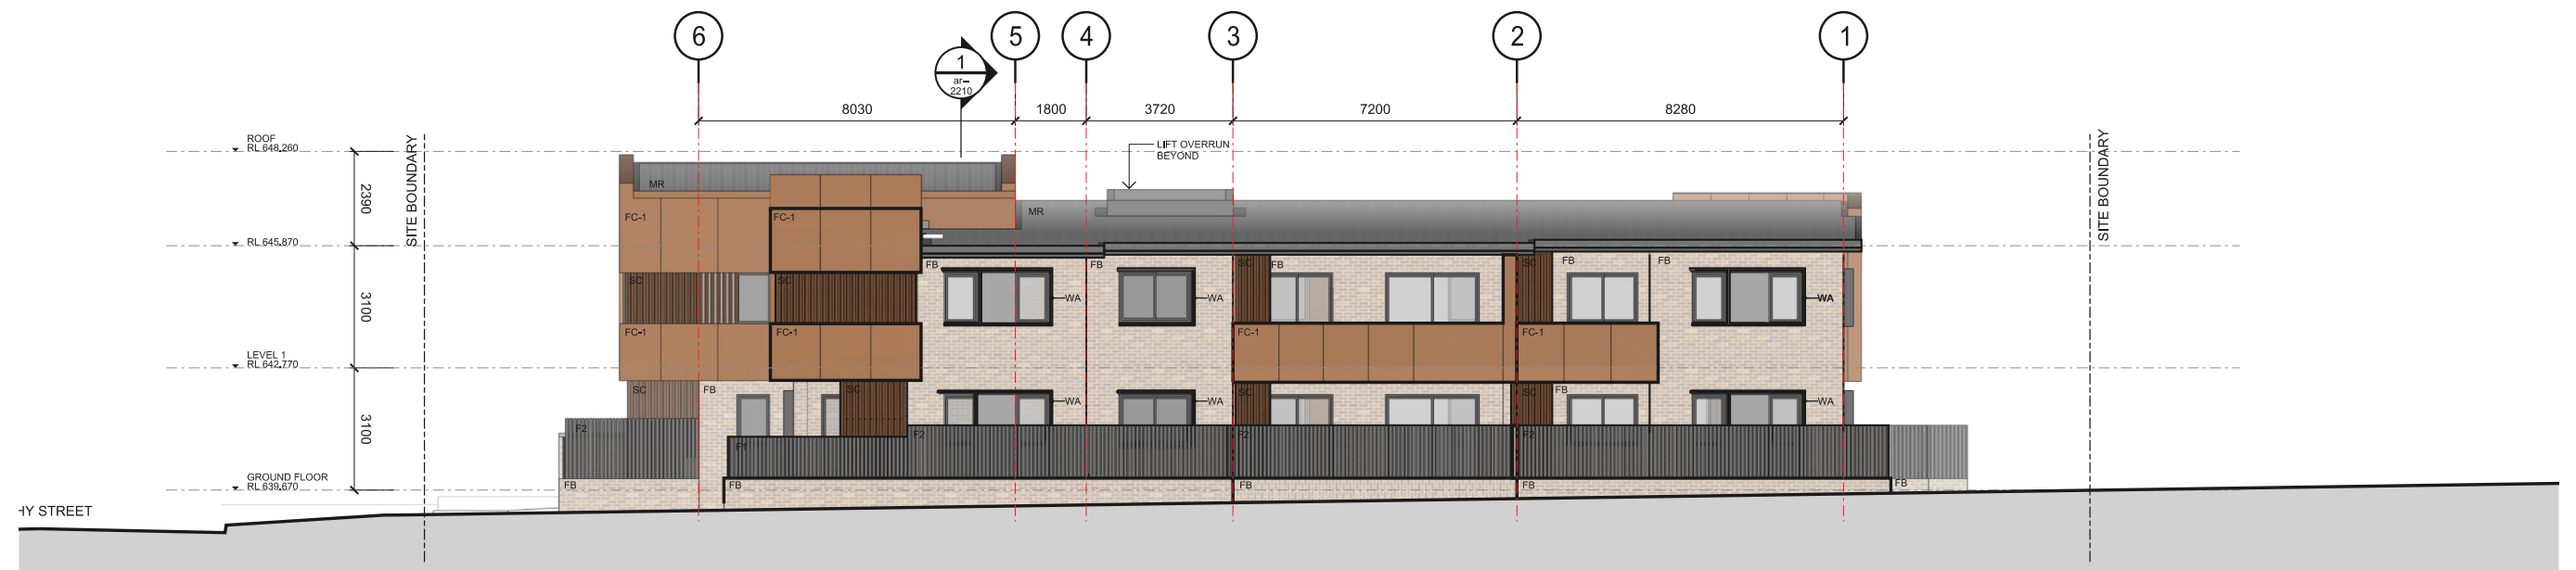 6
5
4
3
2
1
1
ar-
2210
8030
1800
3720
7200
8280
ROOF
RL 648.260
SITE BOUNDARY
LIFT OVERRUN
BEYOND
SITE BOUNDARY
2390
MR
MR
FC-1
FC-1
RL 645.870
FB
FB
SC
FB
SC
FB
FB
SC
SC
WA
WA
WA
3100
FC-1
FC-1
FC-1
FC-1
LEVEL 1
RL 642.770
SC
FB
SC
SC
SC
FB
WA
WA
WA
3100
F2
F1
F2
F2
F2
GROUND FLOOR
RL 639.670
FB
FB
FB
FB
FB
HY STREET